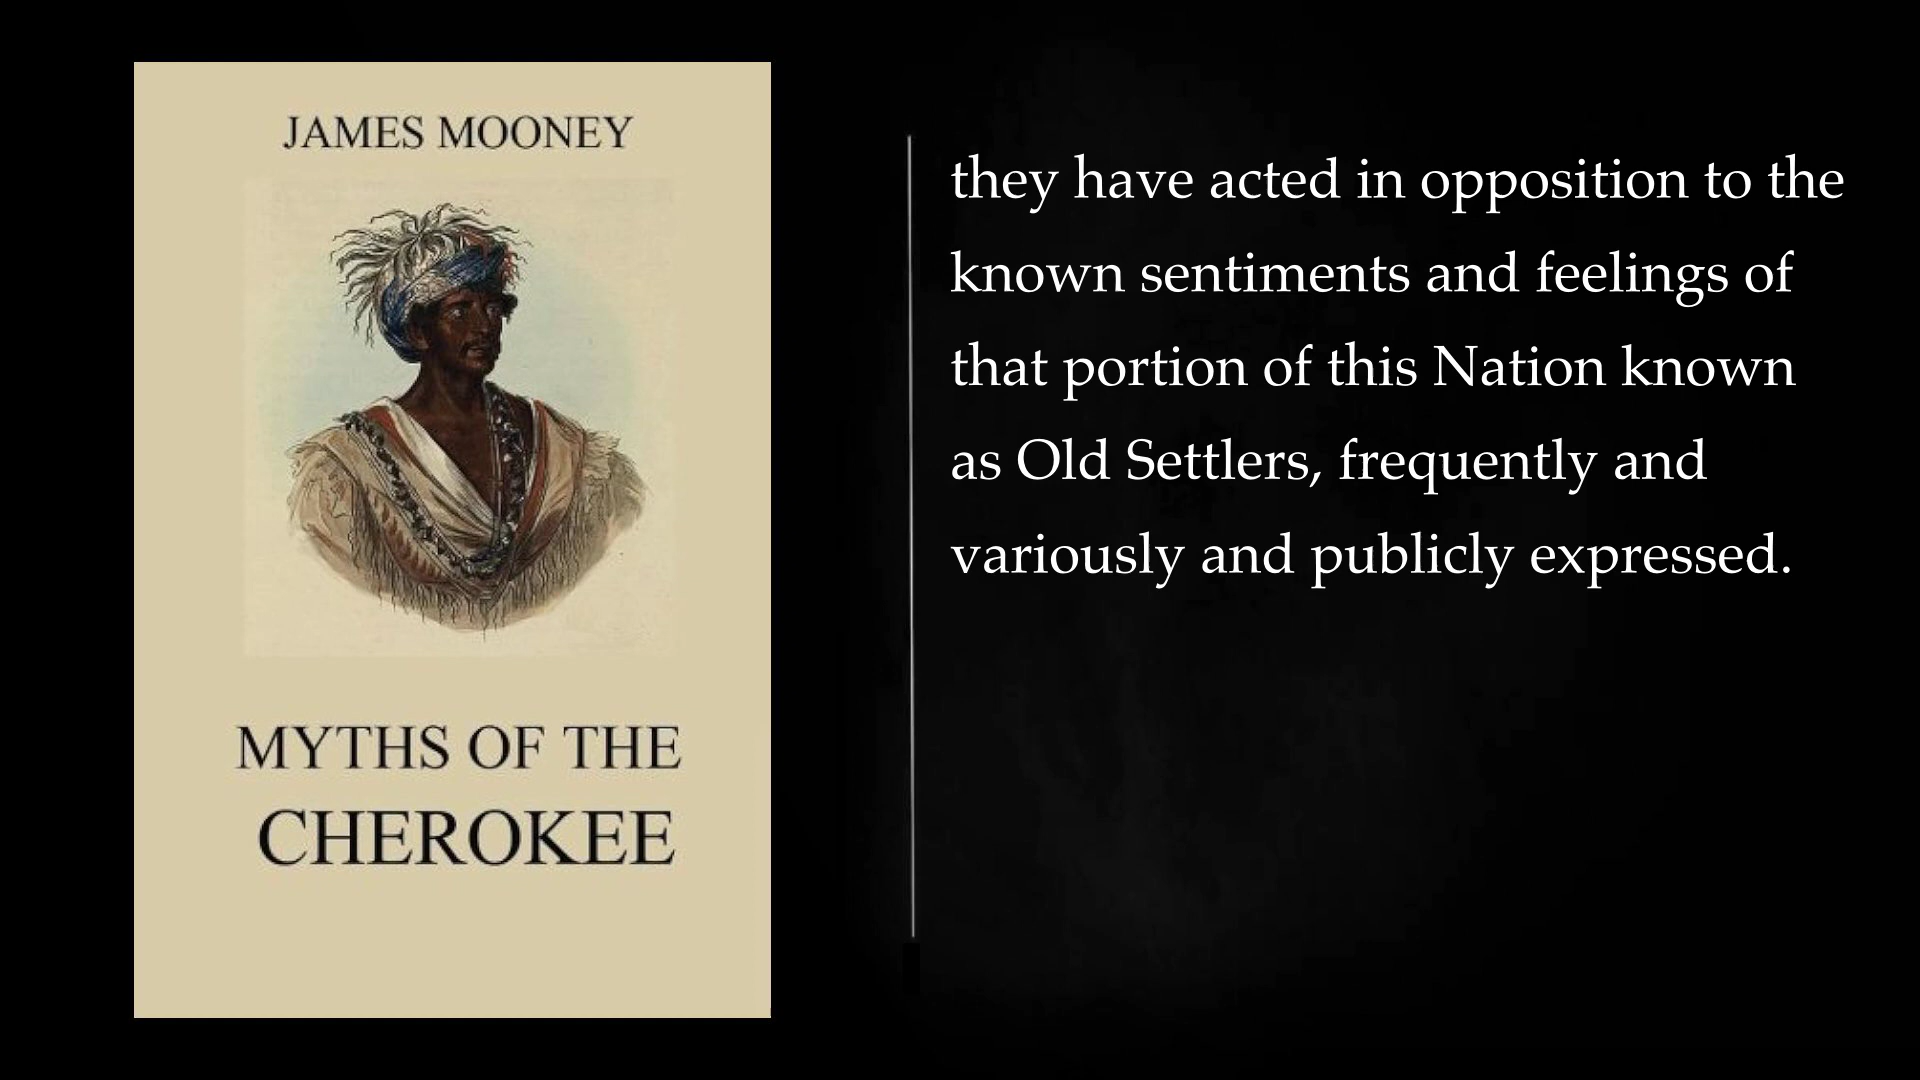 JAMES MOONEY
MYTHS OF THE
CHEROKEE
they have acted in opposition to the
known sentiments and feelings of
that portion of this Nation known
as Old Settlers, frequently and
variously and publicly expressed.